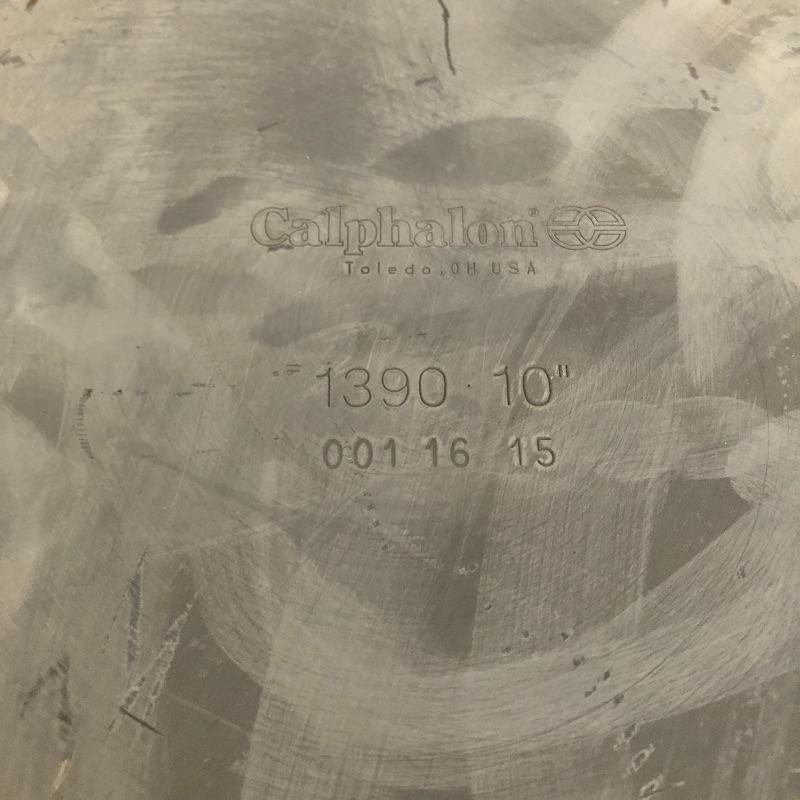 Calphalon®
Toledo, OH USA
1390 · 10"
001 16 15